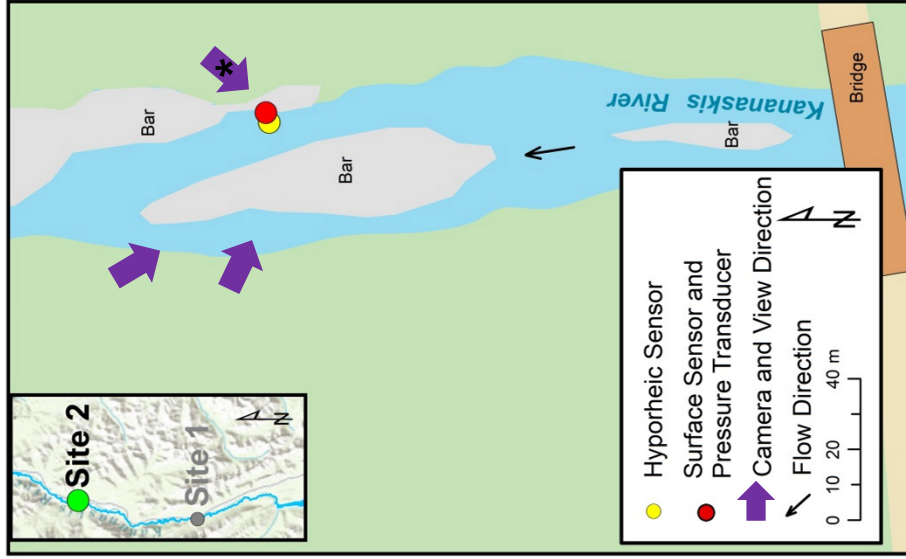 Site 2
Site 1
N
*
Bar
Bar
Kananaskis
River
Bar
Bridge
Hyporheic Sensor
Surface Sensor and
Pressure Transducer
Camera and View Direction
Flow Direction
N
0 10 20 40 m